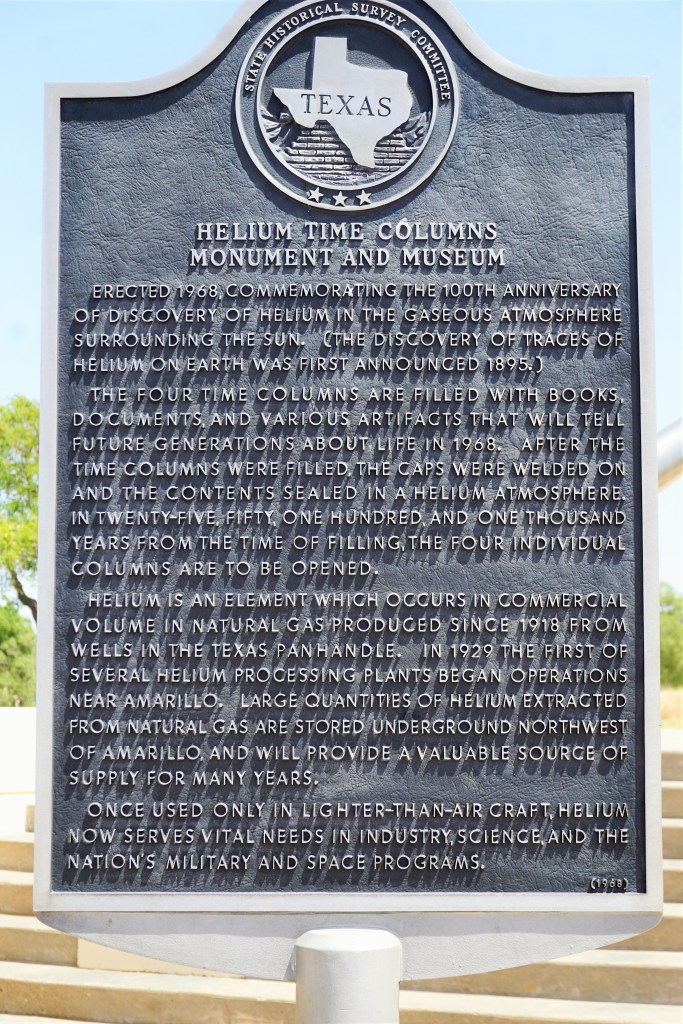 STATE HISTORICAL SURVEY COMMITTEE
TEXAS
HELIUM TIME COLUMNS
MONUMENT AND MUSEUM
ERECTED 1968, COMMEMORATING THE 100TH ANNIVERSARY
OF DISCOVERY OF HELIUM IN THE GASEOUS ATMOSPHERE
SURROUNDING THE SUN. (THE DISCOVERY OF TRACES OF
HELIUM ON EARTH WAS FIRST ANNOUNCED 1895.)
THE FOUR TIME COLUMNS ARE FILLED WITH BOOKS,
DOCUMENTS, AND VARIOUS ARTIFACTS THAT WILL TELL
FUTURE GENERATIONS ABOUT LIFE IN 1968. AFTER THE
TIME COLUMNS WERE FILLED, THE CAPS WERE WELDED ON
AND THE CONTENTS SEALED IN A HELIUM ATMOSPHERE.
IN TWENTY-FIVE, FIFTY, ONE HUNDRED, AND ONE THOUSAND
YEARS FROM THE TIME OF FILLING, THE FOUR INDIVIDUAL
COLUMNS ARE TO BE OPENED.
HELIUM IS AN ELEMENT WHICH OCCURS IN COMMERCIAL
VOLUME IN NATURAL GAS PRODUCED SINCE 1918 FROM
WELLS IN THE TEXAS PANHANDLE. IN 1929 THE FIRST OF
SEVERAL HELIUM PROCESSING PLANTS BEGAN OPERATIONS
NEAR AMARILLO. LARGE QUANTITIES OF HELIUM EXTRACTED
FROM NATURAL GAS ARE STORED UNDERGROUND NORTHWEST
OF AMARILLO, AND WILL PROVIDE A VALUABLE SOURCE OF
SUPPLY FOR MANY YEARS.
ONCE USED ONLY IN LIGHTER-THAN-AIR CRAFT, HELIUM
NOW SERVES VITAL NEEDS IN INDUSTRY, SCIENCE, AND THE
NATION'S MILITARY AND SPACE PROGRAMS.
(1968)